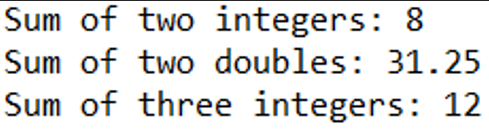 Sum of two integers: 8
Sum of two doubles: 31.25
Sum of three integers: 12